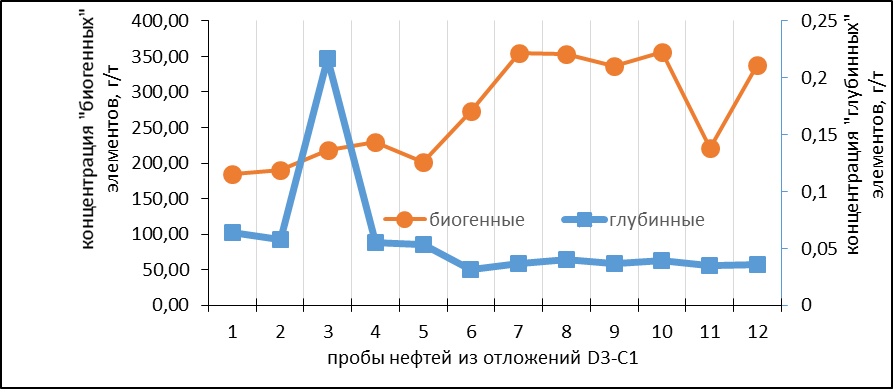 концентрация "биогенных"
элементов, г/т
400,00
350,00
300,00
250,00
200,00
150,00
100,00
50,00
0,00
0,25
0,2
0,15
0,1
0,05
0
концентрация "глубинных"
элементов, г/т
биогенные глубинные
1 2 3 4 5 6 7 8 9 10 11 12
пробы нефтей из отложений D3-C1